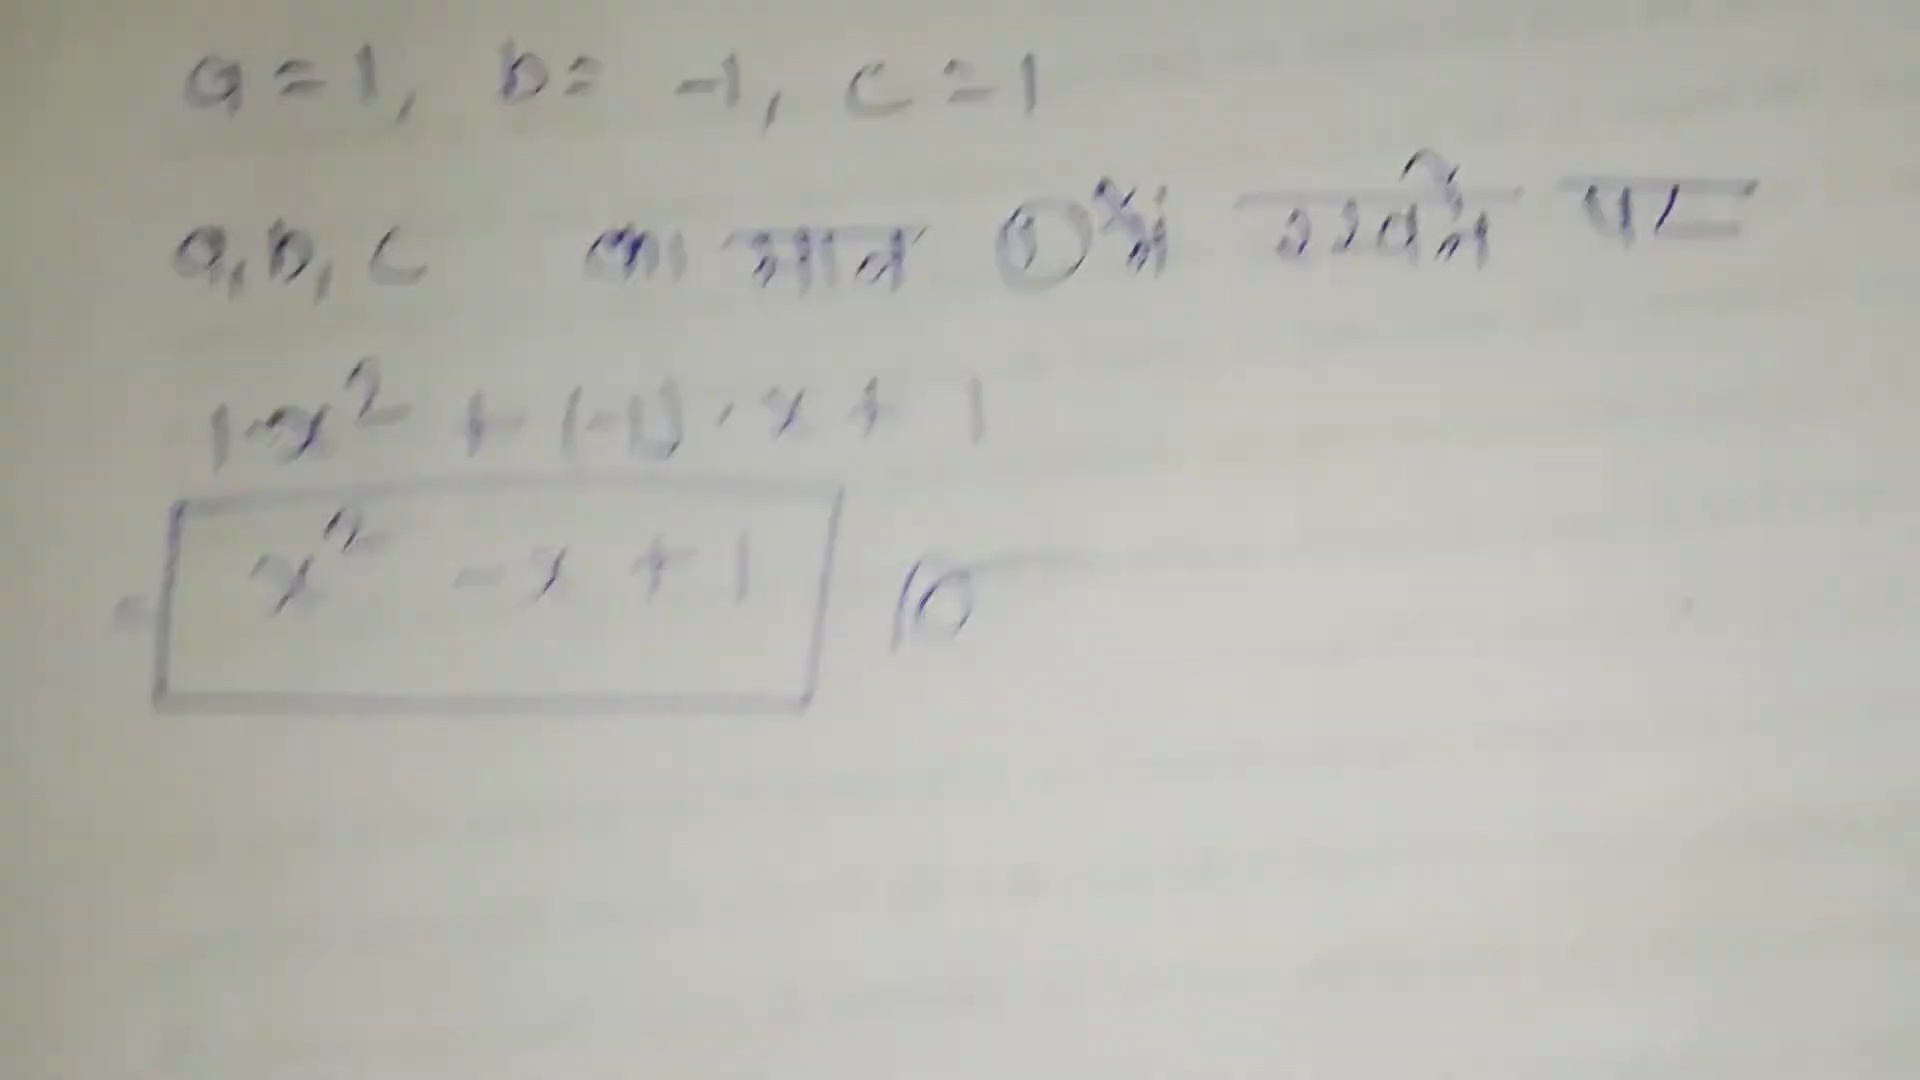 a = 1, b = -1, c = 1
a, b, c का मान ① में रखने पर
1·x² + (-1)·x + 1
x² - x + 1